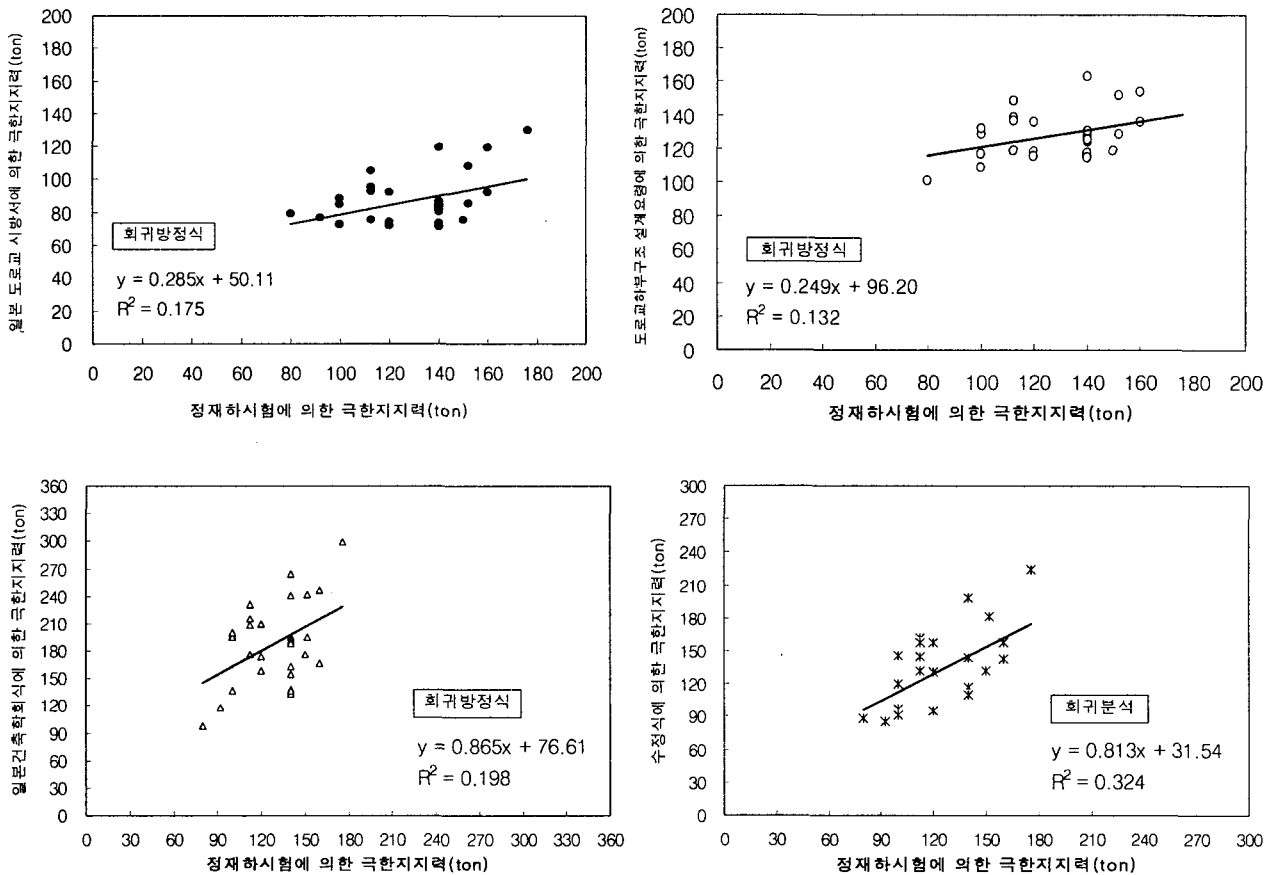 일본 도로교 시방서에 의한 극한지지력(ton)
200
180
160
140
120
100
80
60
40
20
0
회귀방정식
y = 0.285x + 50.11
R² = 0.175
0 20 40 60 80 100 120 140 160 180 200
정재하시험에 의한 극한지지력(ton)
도로교하부구조 설계요령에 의한 극한지지력(ton)
200
180
160
140
120
100
80
60
40
20
0
회귀방정식
y = 0.249x + 96.20
R² = 0.132
0 20 40 60 80 100 120 140 160 180 200
정재하시험에 의한 극한지지력(ton)
일본건축학회식에 의한 극한지지력(ton)
360
330
300
270
240
210
180
150
120
90
60
30
0
회귀방정식
y = 0.865x + 76.61
R² = 0.198
0 30 60 90 120 150 180 210 240 270 300 330 360
정재하시험에 의한 극한지지력(ton)
수정식에 의한 극한지지력(ton)
300
270
240
210
180
150
120
90
60
30
0
회귀분석
y = 0.813x + 31.54
R² = 0.324
0 30 60 90 120 150 180 210 240 270 300
정재하시험에 의한 극한지지력(ton)